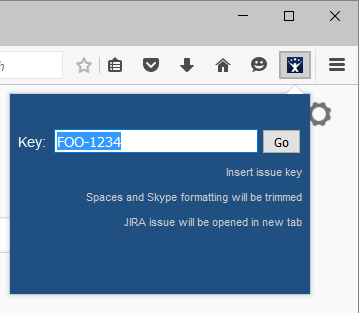 Key: FOO-1234 Go
Insert issue key
Spaces and Skype formatting will be trimmed
JIRA issue will be opened in new tab